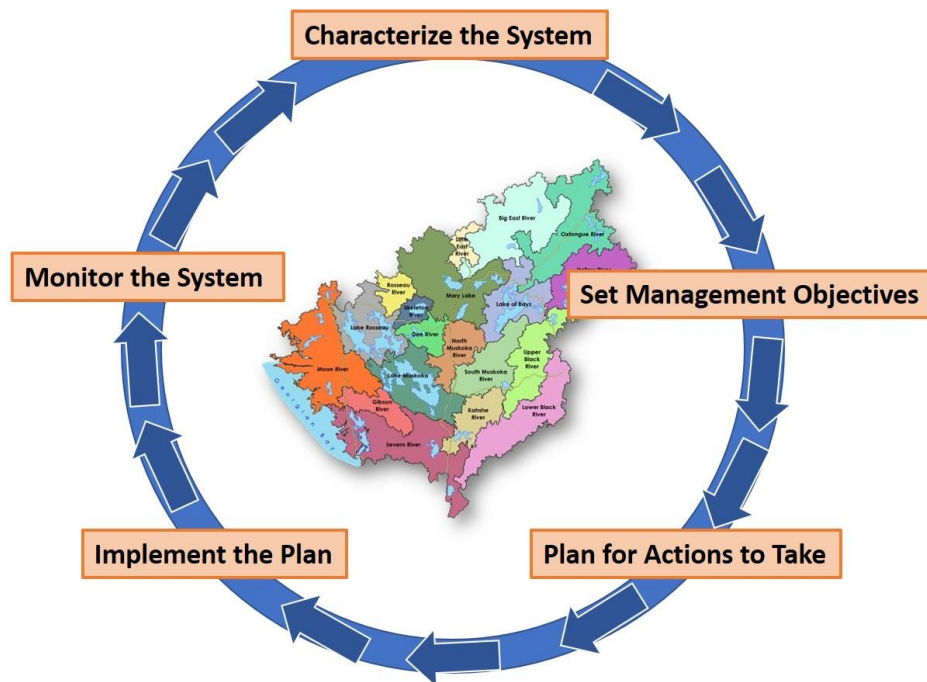 Characterize the System
Big East River
Oxtongue River
Little
East
River
Rosseau
River
Mary Lake
Monitor the System
Set Management Objectives
Skeleton
River
Lake of Bays
Lake Rosseau
Dee River
North
Muskoka
River
Upper
Black
River
Moon River
Lake Muskoka
South Muskoka
River
Georgian Bay
Gibson
River
Kahshe
River
Lower Black
River
Severn River
Implement the Plan
Plan for Actions to Take